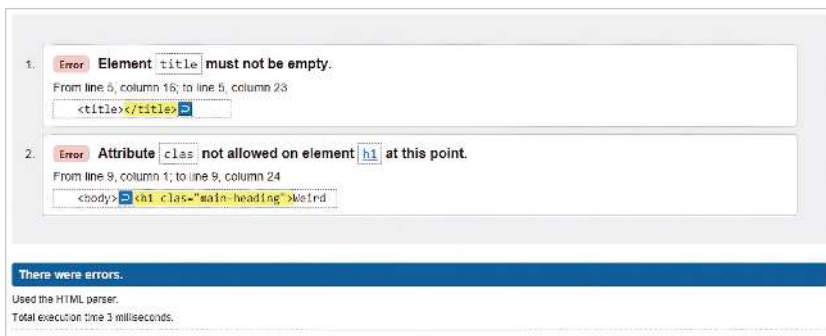 1. Error Element title must not be empty.
From line 5, column 16; to line 5, column 23
<title></title>↩
2. Error Attribute clas not allowed on element h1 at this point.
From line 9, column 1; to line 9, column 24
<body>↩<h1 clas="main-heading">Weird
There were errors.
Used the HTML parser.
Total execution time 3 milliseconds.